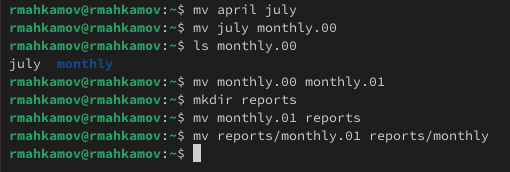 rmahkamov@rmahkamov:~$ mv april july
rmahkamov@rmahkamov:~$ mv july monthly.00
rmahkamov@rmahkamov:~$ ls monthly.00
july  monthly
rmahkamov@rmahkamov:~$ mv monthly.00 monthly.01
rmahkamov@rmahkamov:~$ mkdir reports
rmahkamov@rmahkamov:~$ mv monthly.01 reports
rmahkamov@rmahkamov:~$ mv reports/monthly.01 reports/monthly
rmahkamov@rmahkamov:~$